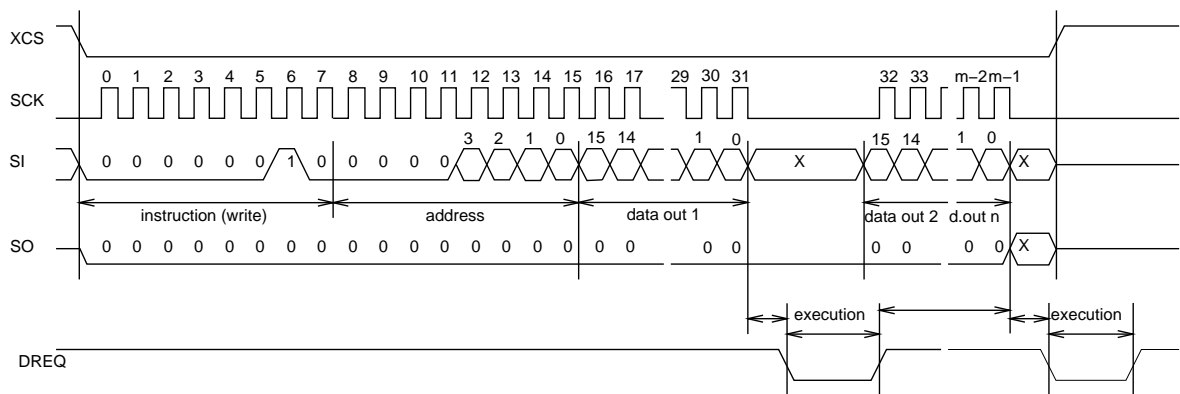 XCS
0 1 2 3 4 5 6 7 8 9 10 11 12 13 14 15 16 17 29 30 31 32 33 m−2 m−1
SCK
3 2 1 0 15 14 1 0 15 14 1 0
SI 0 0 0 0 0 0 1 0 0 0 0 0 X X
instruction (write) address data out 1 data out 2 d.out n
SO 0 0 0 0 0 0 0 0 0 0 0 0 0 0 0 0 0 0 0 0 0 0 0 0 X
execution execution
DREQ